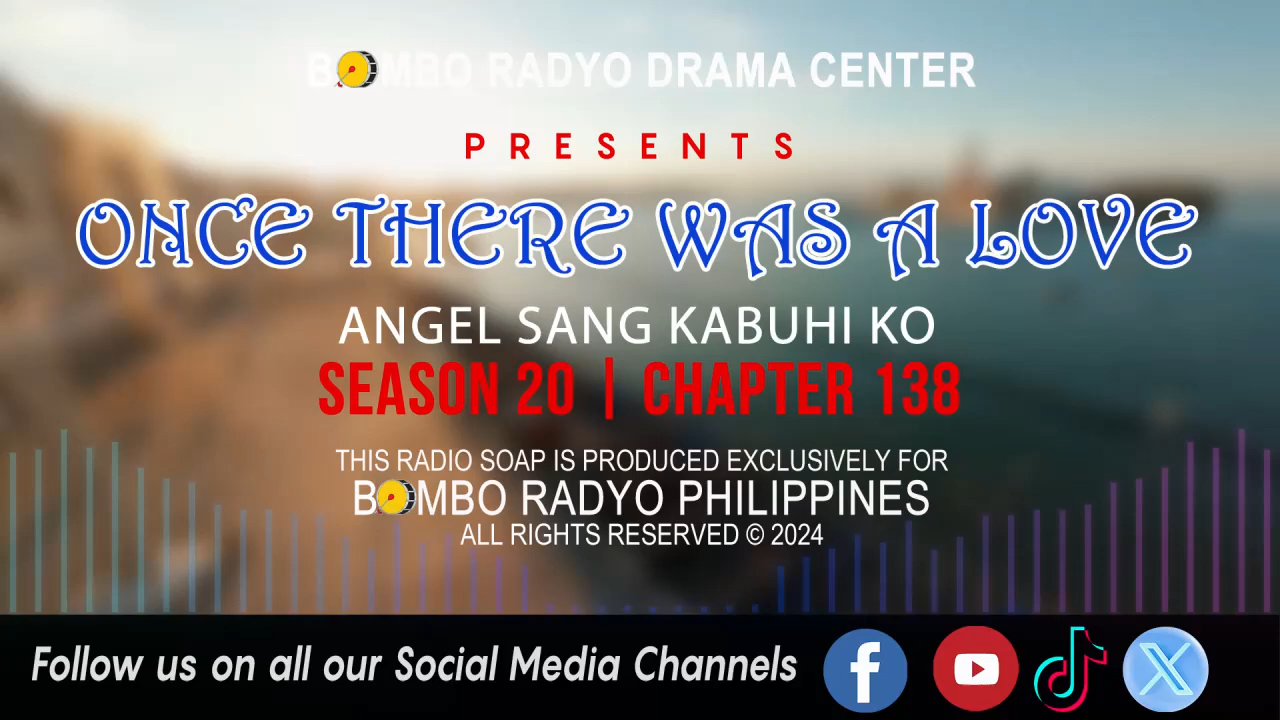 BOMBO RADYO DRAMA CENTER
PRESENTS
ONCE THERE WAS A LOVE
ANGEL SANG KABUHI KO
SEASON 20 | CHAPTER 138
THIS RADIO SOAP IS PRODUCED EXCLUSIVELY FOR
BOMBO RADYO PHILIPPINES
ALL RIGHTS RESERVED © 2024
Follow us on all our Social Media Channels